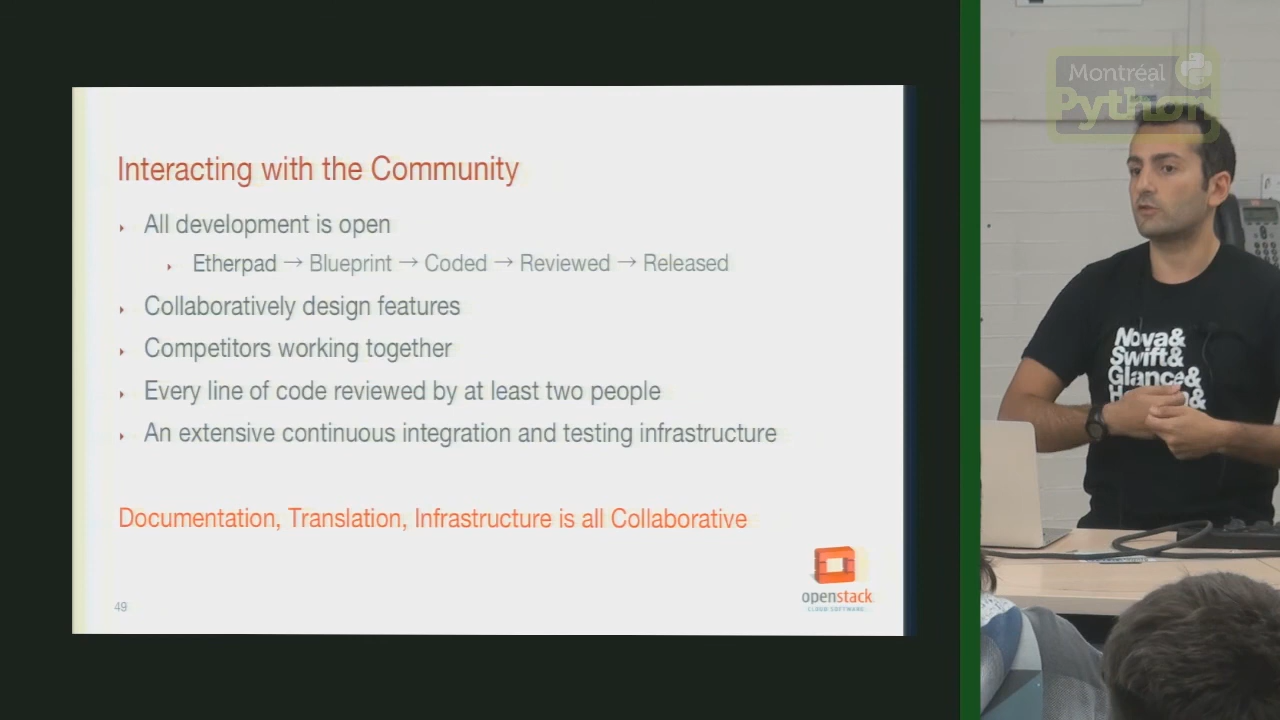 Interacting with the Community
All development is open
Etherpad → Blueprint → Coded → Reviewed → Released
Collaboratively design features
Competitors working together
Every line of code reviewed by at least two people
An extensive continuous integration and testing infrastructure
Documentation, Translation, Infrastructure is all Collaborative
49
openstack
CLOUD SOFTWARE
Montréal
Python
Nova&
Swift&
Glance&